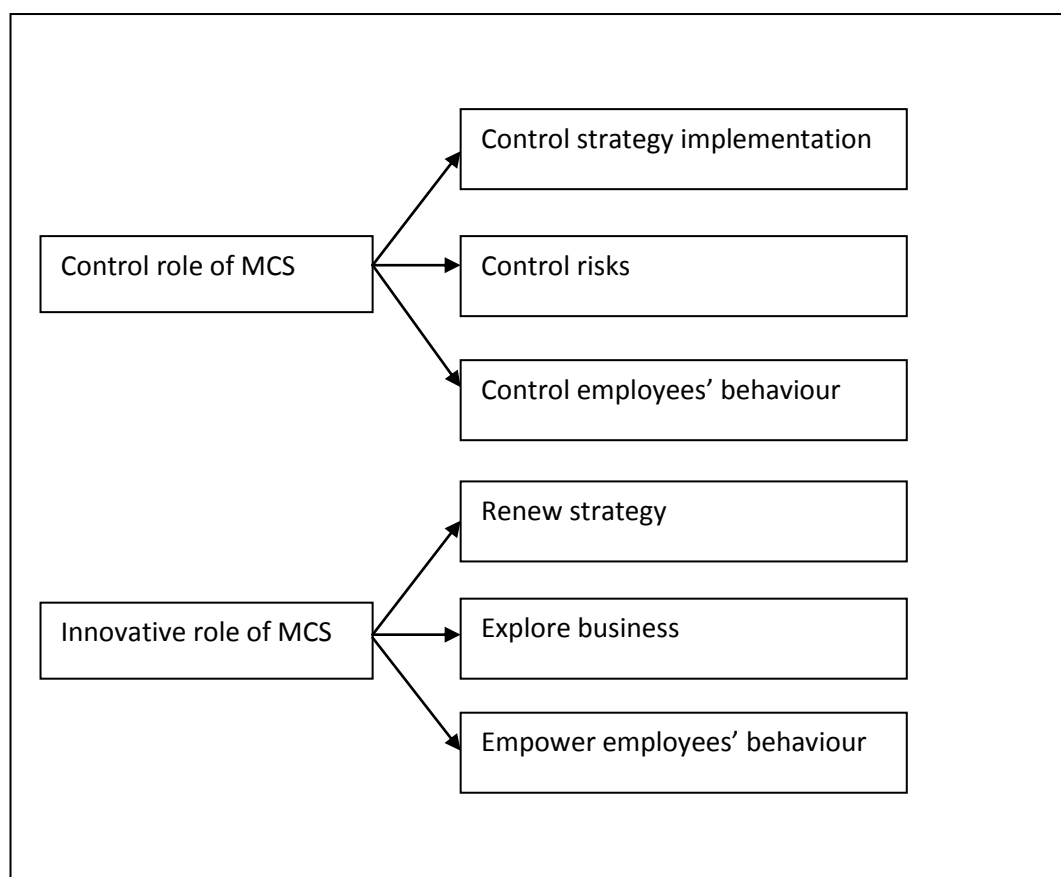 Control role of MCS
Control strategy implementation
Control risks
Control employees’ behaviour
Innovative role of MCS
Renew strategy
Explore business
Empower employees’ behaviour